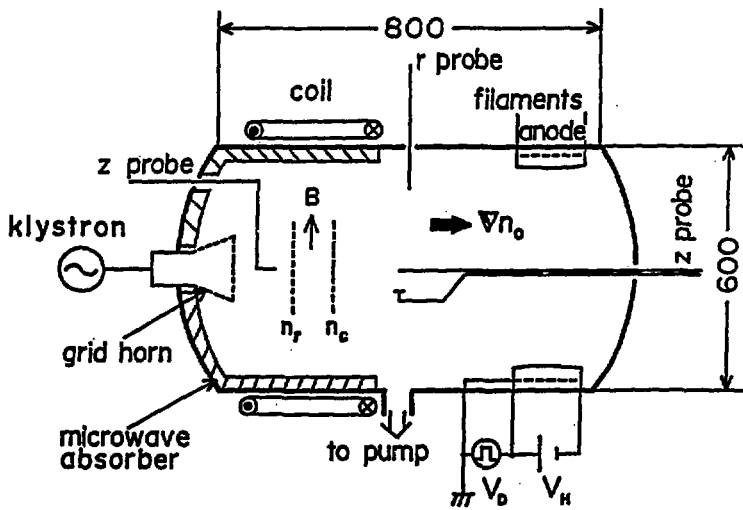 800
r probe
coil
filaments
anode
z probe
B
∇n₀
klystron
z probe
600
n_r
n_c
grid horn
microwave
absorber
to pump
V_D
V_H